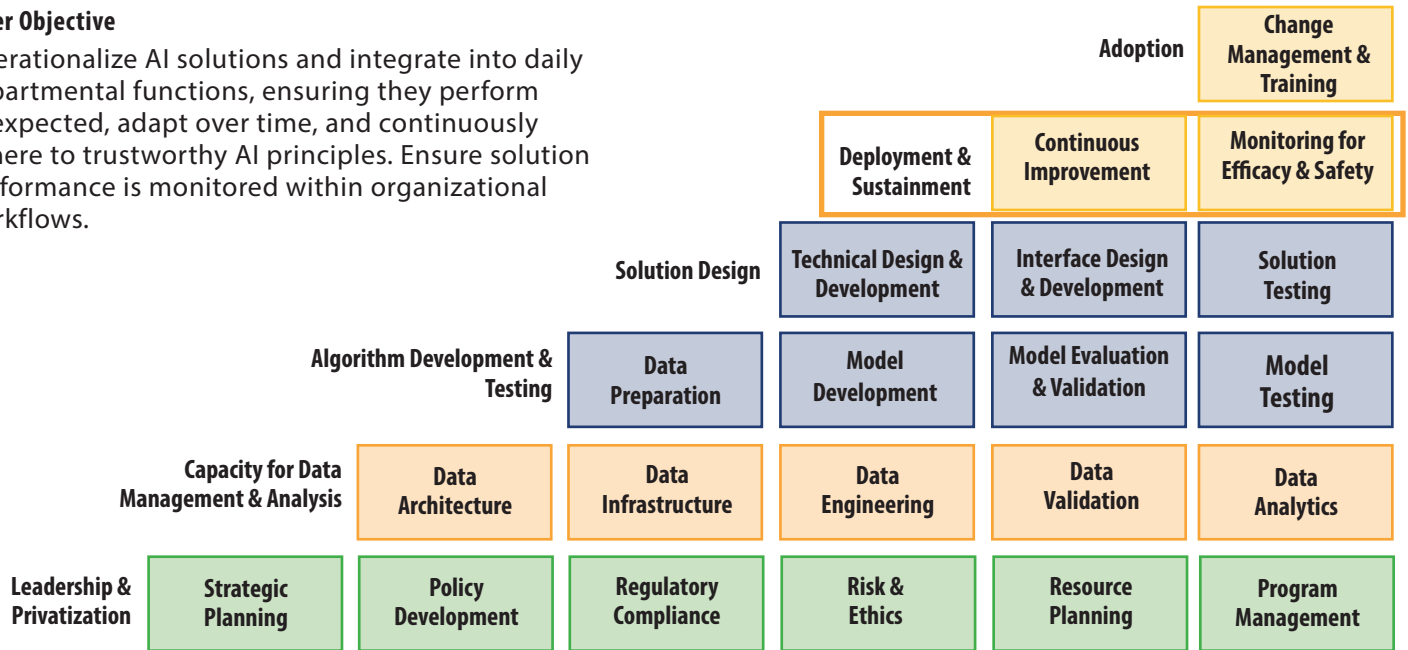 er Objective
erationalize AI solutions and integrate into daily
partmental functions, ensuring they perform
expected, adapt over time, and continuously
here to trustworthy AI principles. Ensure solution
formance is monitored within organizational
rkflows.
Adoption
Change
Management &
Training
Deployment &
Sustainment
Continuous
Improvement
Monitoring for
Efficacy & Safety
Solution Design
Technical Design &
Development
Interface Design
& Development
Solution
Testing
Algorithm Development &
Testing
Data
Preparation
Model
Development
Model Evaluation
& Validation
Model
Testing
Capacity for Data
Management & Analysis
Data
Architecture
Data
Infrastructure
Data
Engineering
Data
Validation
Data
Analytics
Leadership &
Privatization
Strategic
Planning
Policy
Development
Regulatory
Compliance
Risk &
Ethics
Resource
Planning
Program
Management